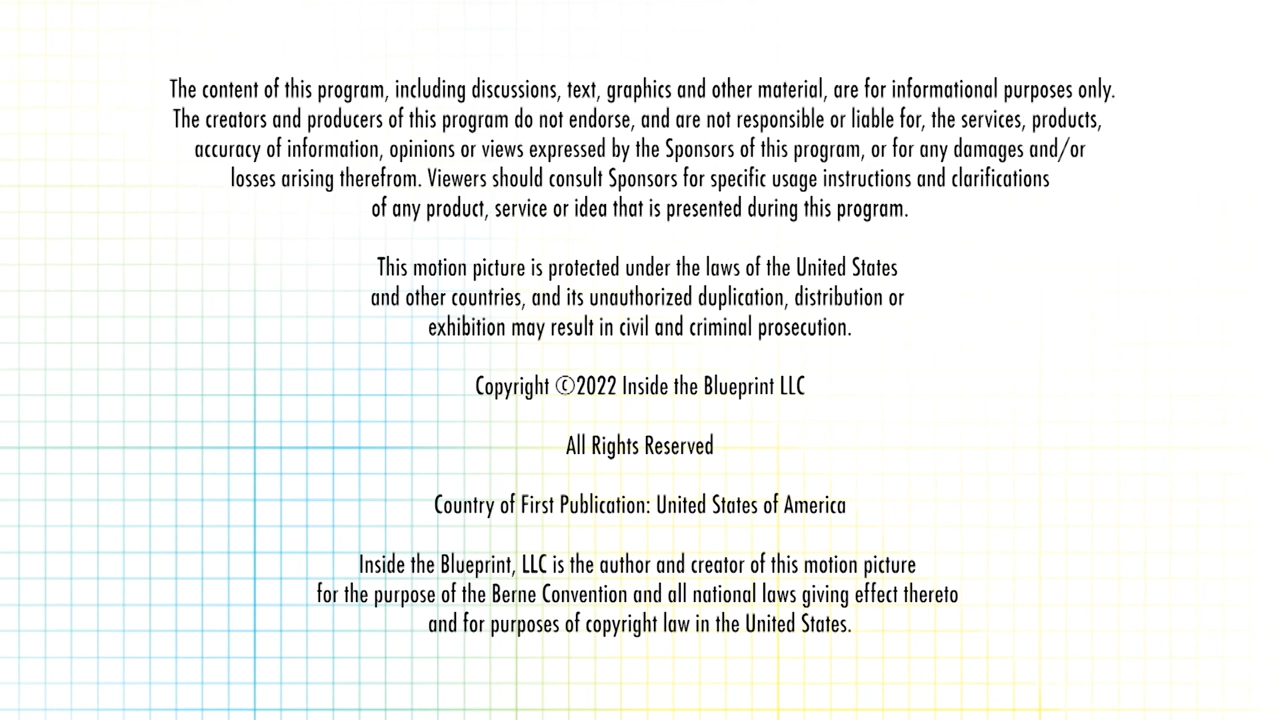 The content of this program, including discussions, text, graphics and other material, are for informational purposes only.
The creators and producers of this program do not endorse, and are not responsible or liable for, the services, products,
accuracy of information, opinions or views expressed by the Sponsors of this program, or for any damages and/or
losses arising therefrom. Viewers should consult Sponsors for specific usage instructions and clarifications
of any product, service or idea that is presented during this program.
This motion picture is protected under the laws of the United States
and other countries, and its unauthorized duplication, distribution or
exhibition may result in civil and criminal prosecution.
Copyright ©2022 Inside the Blueprint LLC
All Rights Reserved
Country of First Publication: United States of America
Inside the Blueprint, LLC is the author and creator of this motion picture
for the purpose of the Berne Convention and all national laws giving effect thereto
and for purposes of copyright law in the United States.